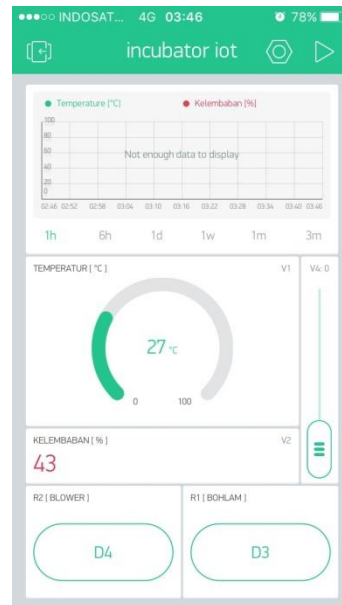 INDOSAT... 4G 03:46 78%
incubator iot
Temperature [°C] Kelembaban [%]
100
80
60
Not enough data to display
40
20
0
02:46 02:52 02:58 03:04 03:10 03:16 03:22 03:28 03:34 03:40 03:46
1h 6h 1d 1w 1m 3m
TEMPERATUR [ °C ] V1 V4: 0
27 °C
0 100
KELEMBABAN [ % ] V2
43
R2 [ BLOWER ] R1 [ BOHLAM ]
D4 D3